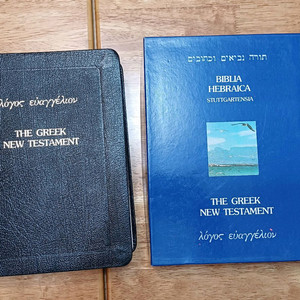 λόγος εὐαγγέλιον
THE GREEK
NEW TESTAMENT
תורה נביאים וכתובים
BIBLIA
HEBRAICA
STUTTGARTENSIA
THE GREEK
NEW TESTAMENT
λόγος εὐαγγέλιὸν